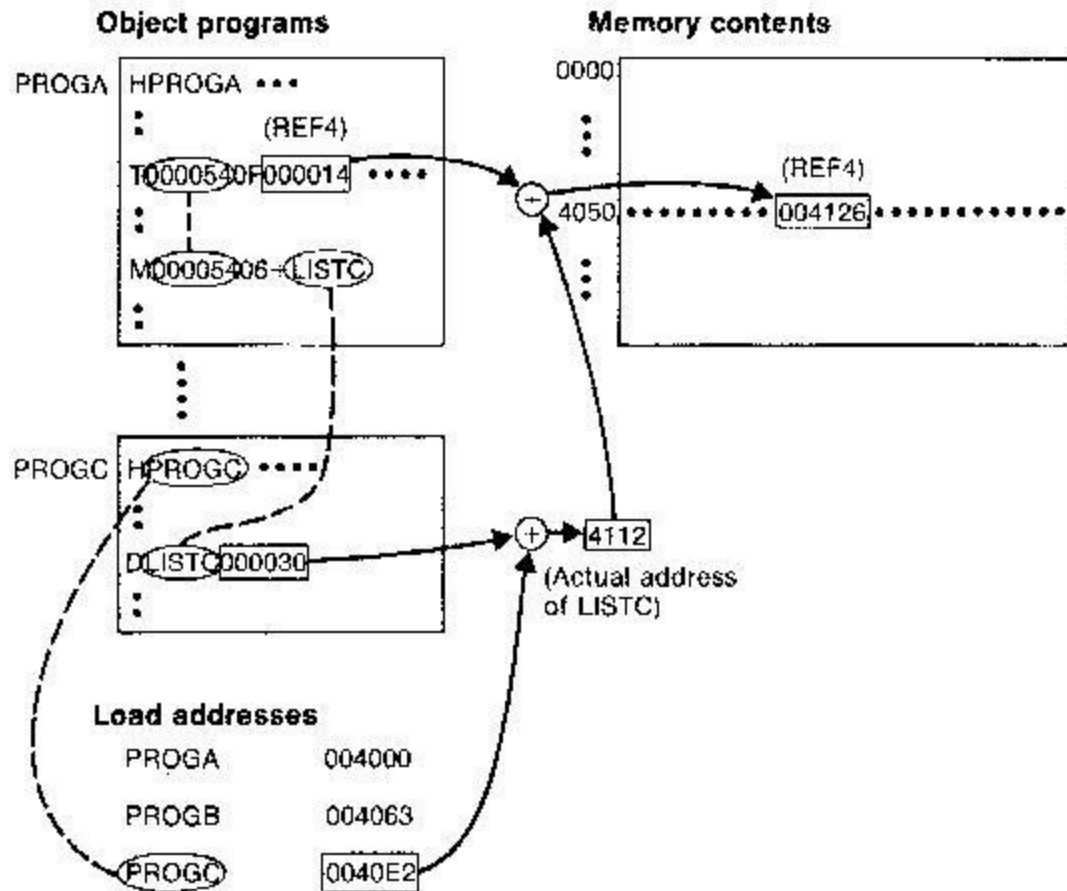 Object programs
Memory contents
PROGA HPROGA ••••
0000
(REF4)
T0000540F000014 ••••
(REF4)
4050 004126
M00005406+LISTC
PROGC HPROGC ••••
DLISTC000030
4112
(Actual address
of LISTC)
Load addresses
PROGA 004000
PROGB 004063
PROGC 0040E2